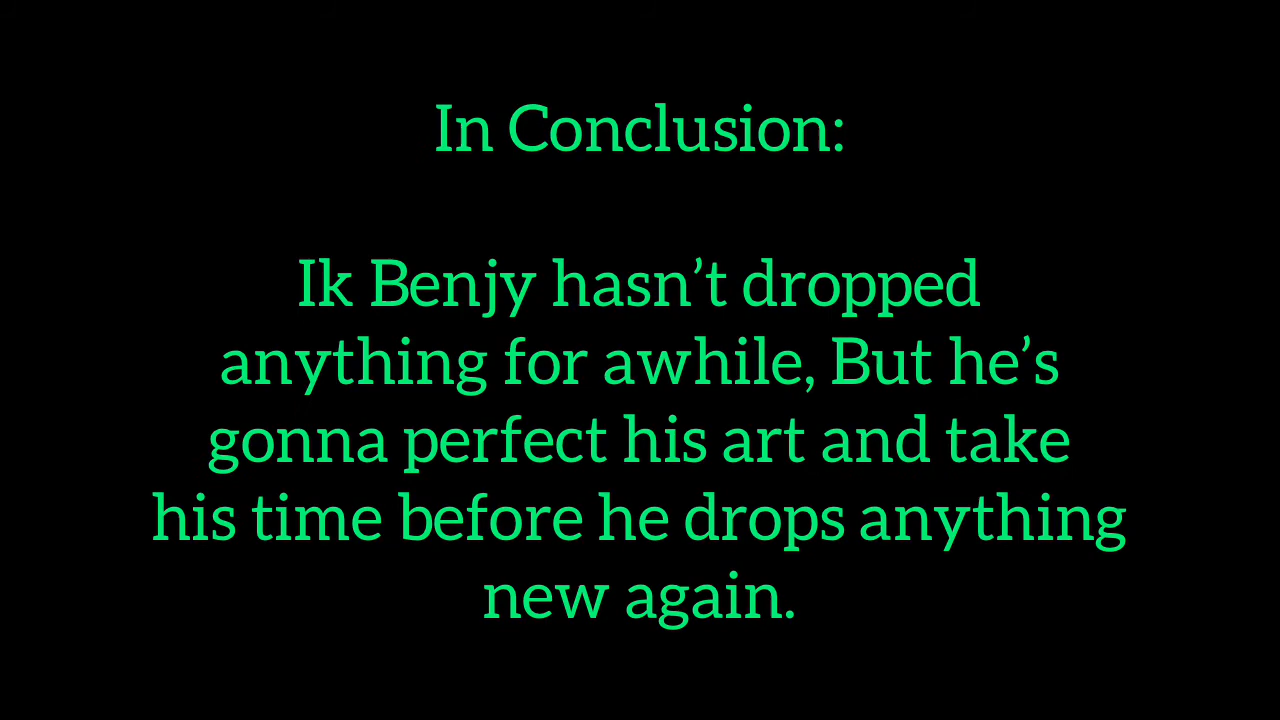 In Conclusion:
Ik Benjy hasn’t dropped
anything for awhile, But he’s
gonna perfect his art and take
his time before he drops anything
new again.